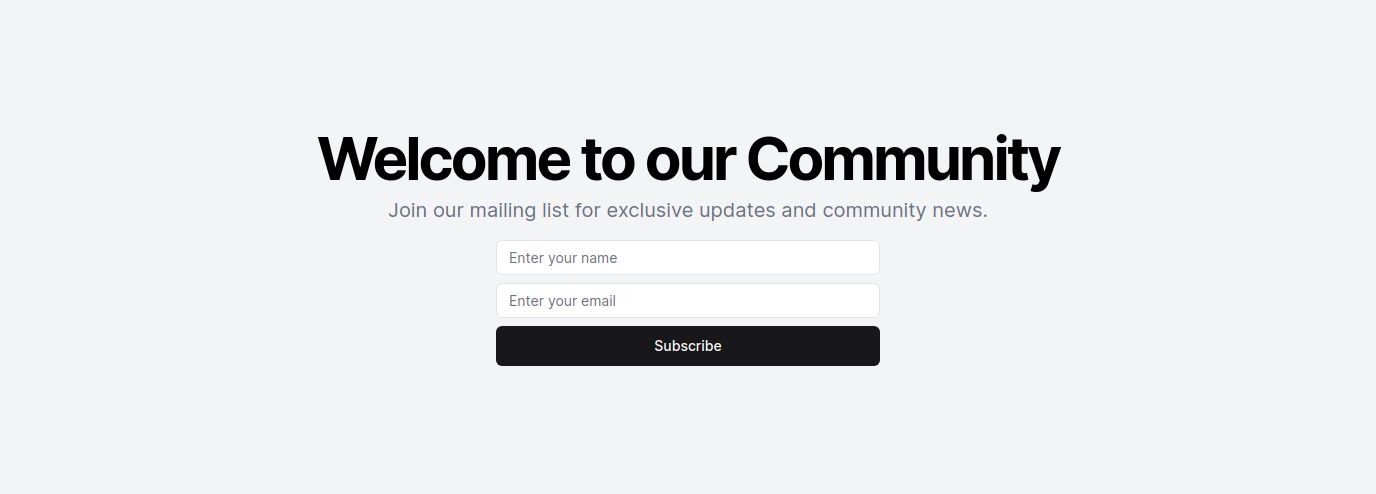 Welcome to our Community
Join our mailing list for exclusive updates and community news.
Enter your name
Enter your email
Subscribe